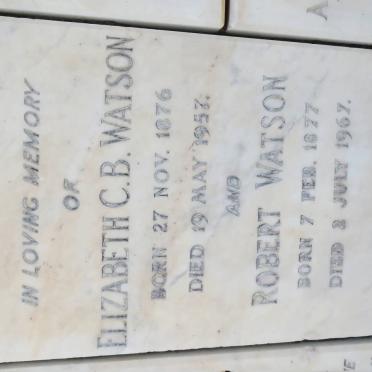 IN LOVING MEMORY
OF
ELIZABETH C.B. WATSON
BORN 27 NOV. 1876
DIED 19 MAY 1957.
AND
ROBERT WATSON
BORN 7 FEB. 1877
DIED 2 JULY 1967.